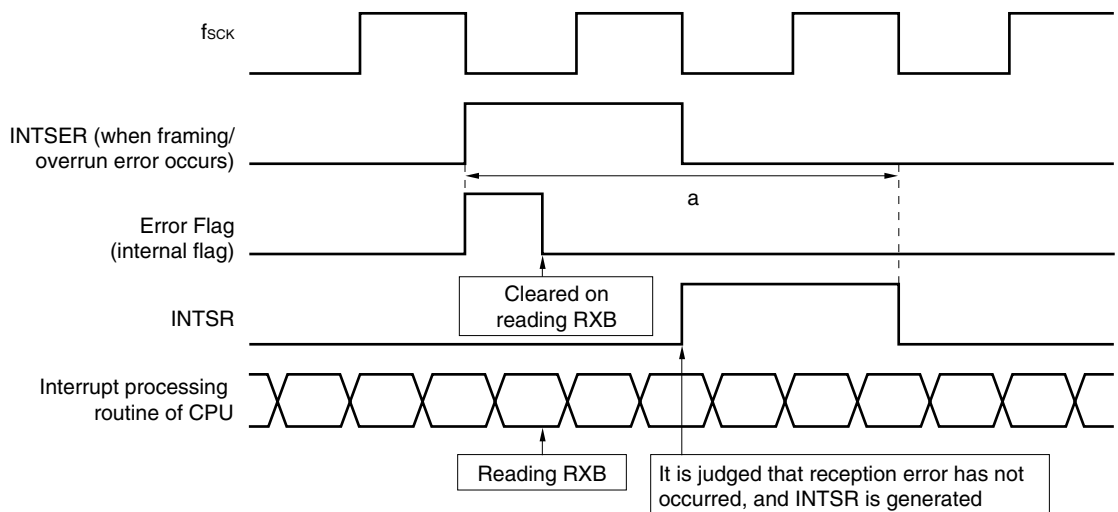 fSCK
INTSER (when framing/
overrun error occurs)
a
Error Flag
(internal flag)
Cleared on
reading RXB
INTSR
Interrupt processing
routine of CPU
Reading RXB
It is judged that reception error has not
occurred, and INTSR is generated